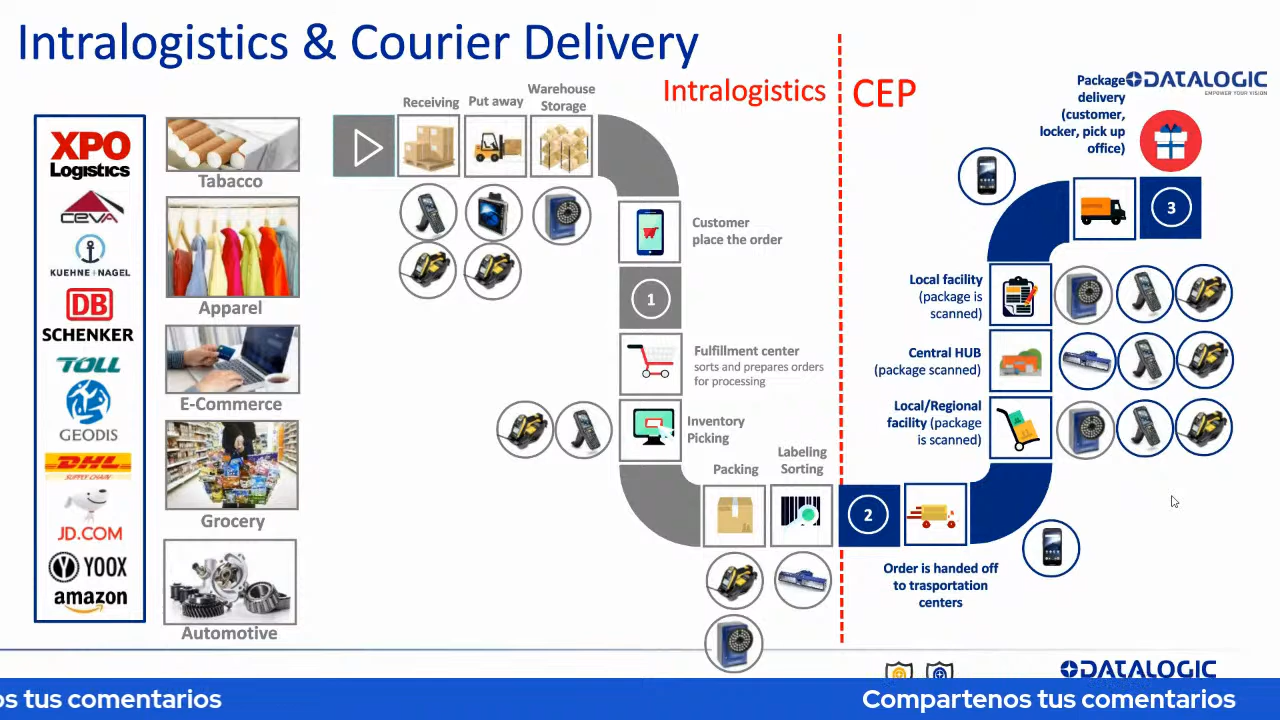 Intralogistics & Courier Delivery
Intralogistics
CEP
DATALOGIC
EMPOWER YOUR VISION
XPO
Logistics
CEVA
KUEHNE+NAGEL
DB
SCHENKER
TOLL
GEODIS
DHL
SUPPLY CHAIN
JD.COM
YOOX
amazon
Tabacco
Apparel
E-Commerce
Grocery
Automotive
Receiving
Put away
Warehouse
Storage
Customer
place the order
1
Fulfillment center
sorts and prepares orders
for processing
Inventory
Picking
Packing
Labeling
Sorting
2
Order is handed off
to trasportation
centers
Local/Regional
facility (package
is scanned)
Central HUB
(package scanned)
Local facility
(package is
scanned)
3
Package
delivery
(customer,
locker, pick up
office)
DATALOGIC
os tus comentarios
Compartenos tus comentarios